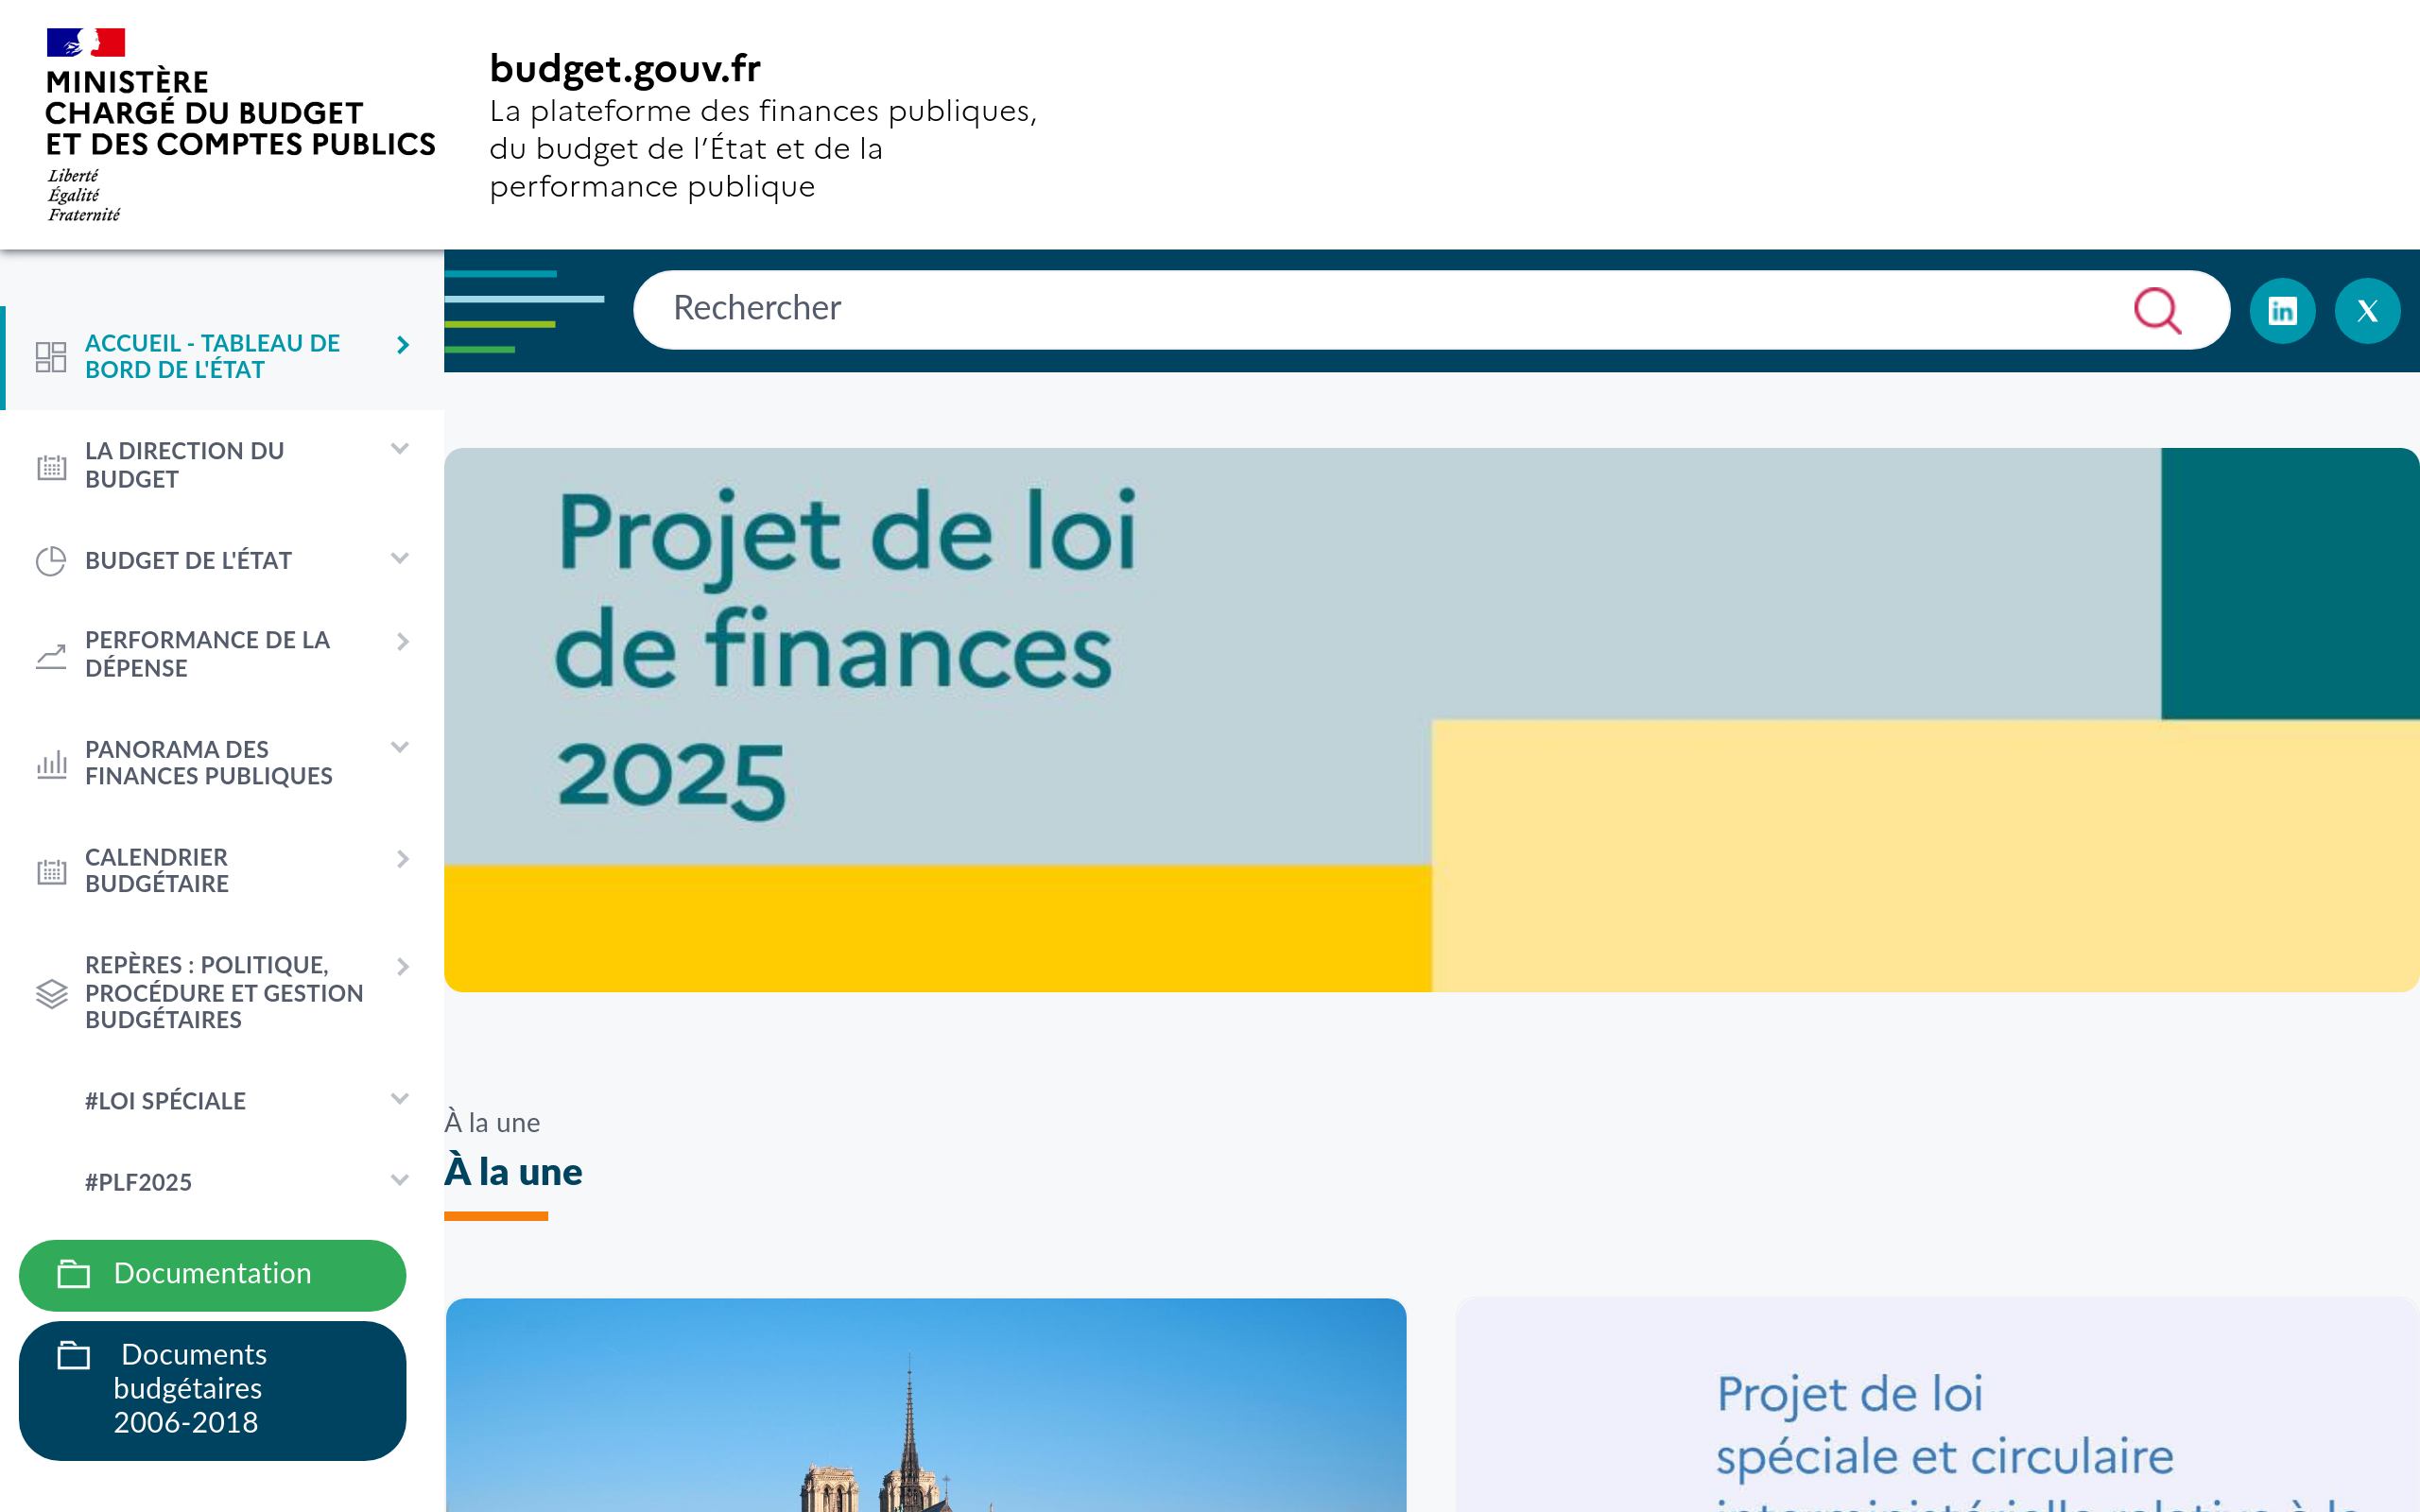 MINISTÈRE
CHARGÉ DU BUDGET
ET DES COMPTES PUBLICS
Liberté
Égalité
Fraternité
budget.gouv.fr
La plateforme des finances publiques,
du budget de l’État et de la
performance publique
Rechercher
ACCUEIL - TABLEAU DE
BORD DE L'ÉTAT
LA DIRECTION DU
BUDGET
BUDGET DE L'ÉTAT
PERFORMANCE DE LA
DÉPENSE
PANORAMA DES
FINANCES PUBLIQUES
CALENDRIER
BUDGÉTAIRE
REPÈRES : POLITIQUE,
PROCÉDURE ET GESTION
BUDGÉTAIRES
#LOI SPÉCIALE
#PLF2025
Documentation
Documents
budgétaires
2006-2018
Projet de loi
de finances
2025
À la une
À la une
Projet de loi
spéciale et circulaire
interministérielle relative à la